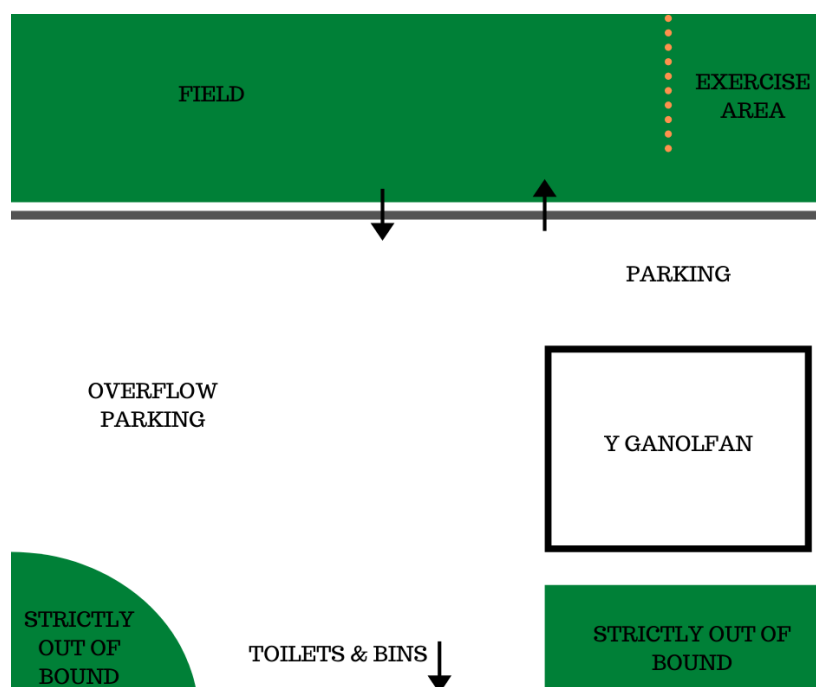 FIELD
EXERCISE
AREA
PARKING
OVERFLOW
PARKING
Y GANOLFAN
STRICTLY
OUT OF
BOUND
TOILETS & BINS
STRICTLY OUT OF
BOUND